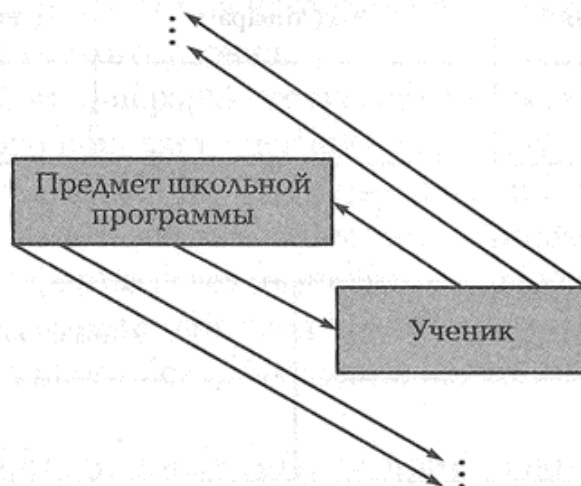 Предмет школьной
программы
Ученик